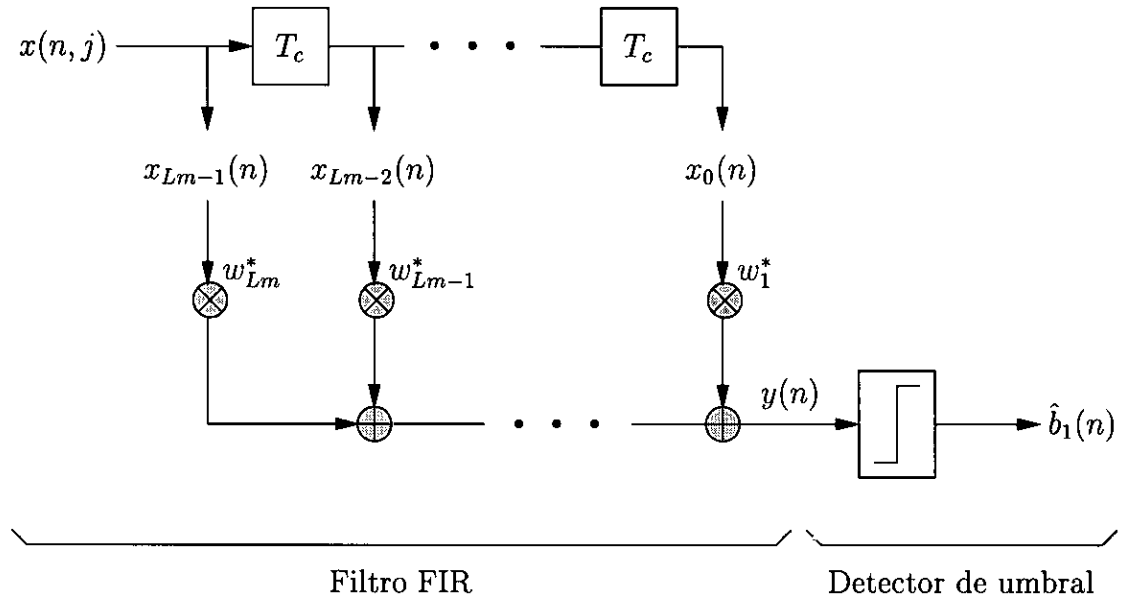 x(n, j) T_c T_c
x_{Lm−1}(n) x_{Lm−2}(n) x_0(n)
w^*_{Lm} w^*_{Lm−1} w^*_1
y(n) b̂_1(n)
Filtro FIR Detector de umbral